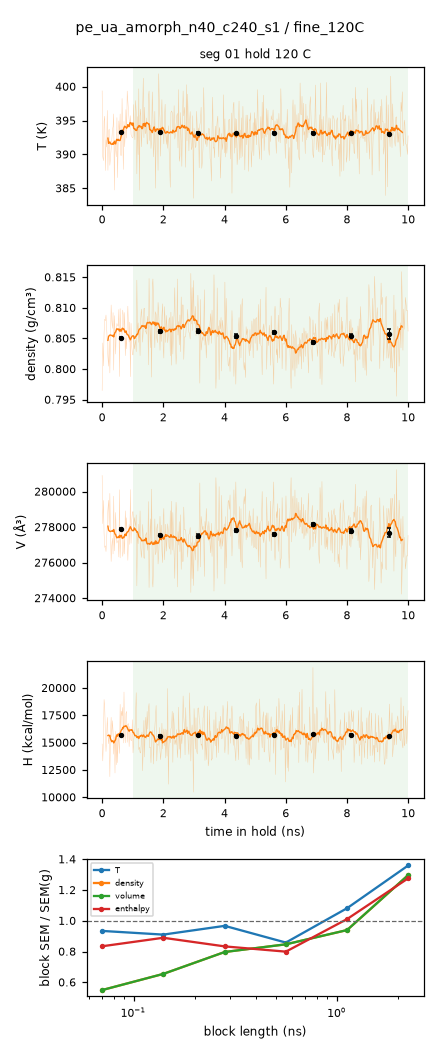 pe_ua_amorph_n40_c240_s1 / fine_120C
seg 01 hold 120 C
T (K)
400
395
390
385
0 2 4 6 8 10
density (g/cm³)
0.815
0.810
0.805
0.800
0.795
0 2 4 6 8 10
V (Å³)
280000
278000
276000
274000
0 2 4 6 8 10
H (kcal/mol)
20000
17500
15000
12500
10000
0 2 4 6 8 10
time in hold (ns)
block SEM / SEM(g)
1.4
1.2
1.0
0.8
0.6
T
density
volume
enthalpy
10⁻¹ 10⁰
block length (ns)